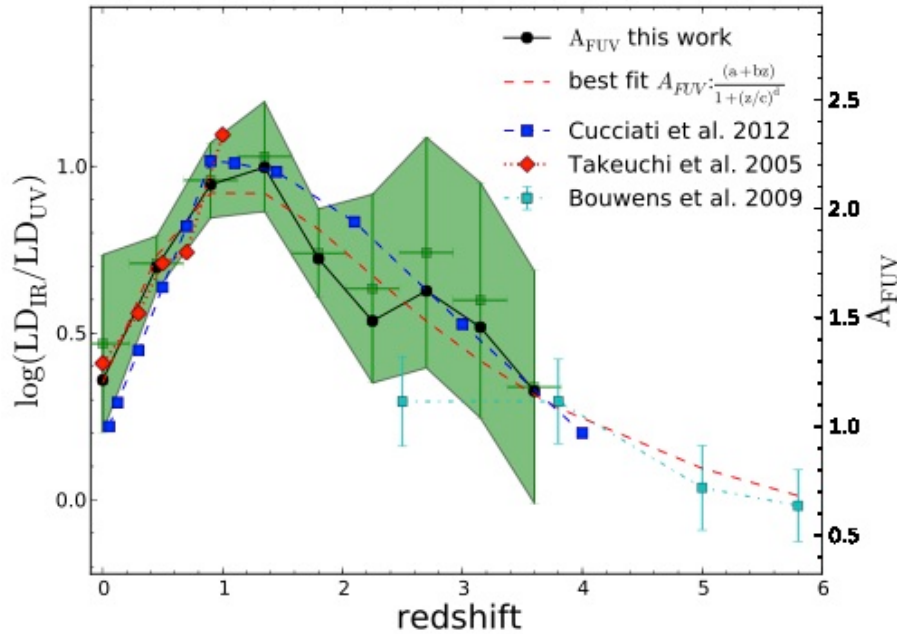 A_FUV this work
best fit A_FUV: (a+bz)/1+(z/c)^d
Cucciati et al. 2012
Takeuchi et al. 2005
Bouwens et al. 2009
log(LD_IR/LD_UV)
1.0
0.5
0.0
2.5
2.0
1.5
1.0
0.5
A_FUV
0 1 2 3 4 5 6
redshift